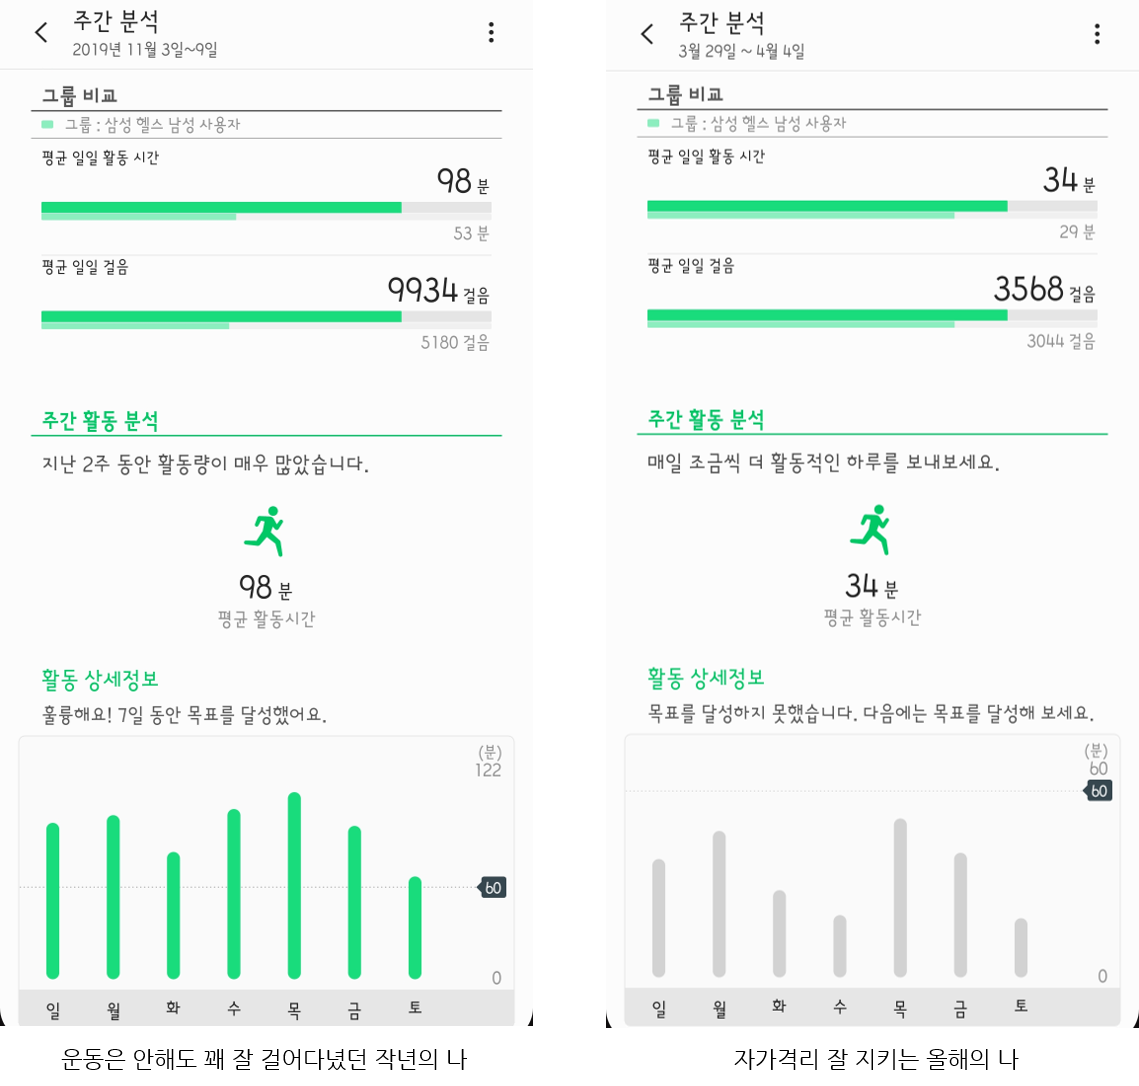 주간 분석
2019년 11월 3일~9일
그룹 비교
그룹 : 삼성 헬스 남성 사용자
평균 일일 활동 시간
98 분
53 분
평균 일일 걸음
9934 걸음
5180 걸음
주간 활동 분석
지난 2주 동안 활동량이 매우 많았습니다.
98 분
평균 활동시간
활동 상세정보
훌륭해요! 7일 동안 목표를 달성했어요.
(분)
122
60
0
일 월 화 수 목 금 토
운동은 안해도 꽤 잘 걸어다녔던 작년의 나
주간 분석
3월 29일 ~ 4월 4일
그룹 비교
그룹 : 삼성 헬스 남성 사용자
평균 일일 활동 시간
34 분
29 분
평균 일일 걸음
3568 걸음
3044 걸음
주간 활동 분석
매일 조금씩 더 활동적인 하루를 보내보세요.
34 분
평균 활동시간
활동 상세정보
목표를 달성하지 못했습니다. 다음에는 목표를 달성해 보세요.
(분)
60
60
0
일 월 화 수 목 금 토
자가격리 잘 지키는 올해의 나